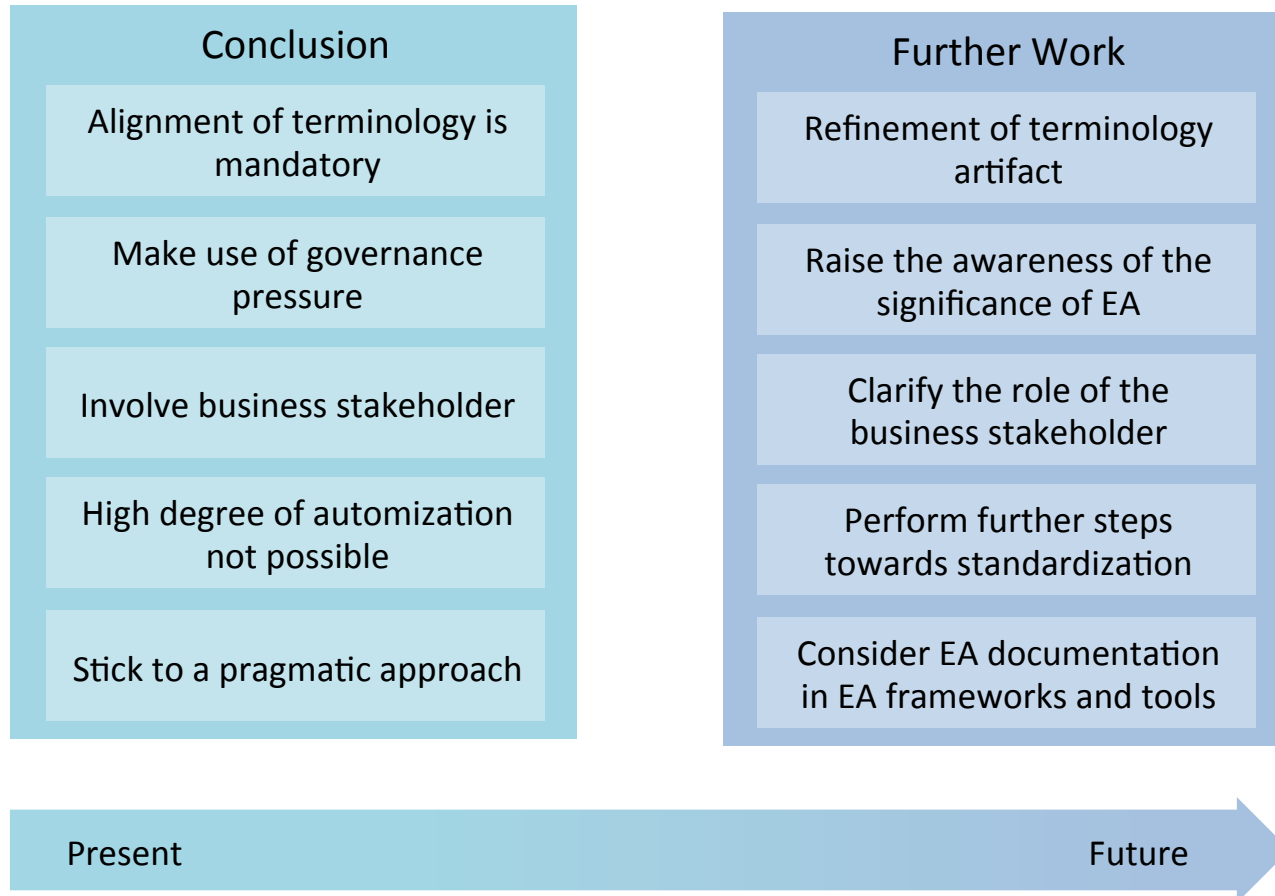 Conclusion
Alignment of terminology is
mandatory
Make use of governance
pressure
Involve business stakeholder
High degree of automization
not possible
Stick to a pragmatic approach
Further Work
Refinement of terminology
artifact
Raise the awareness of the
significance of EA
Clarify the role of the
business stakeholder
Perform further steps
towards standardization
Consider EA documentation
in EA frameworks and tools
Present
Future